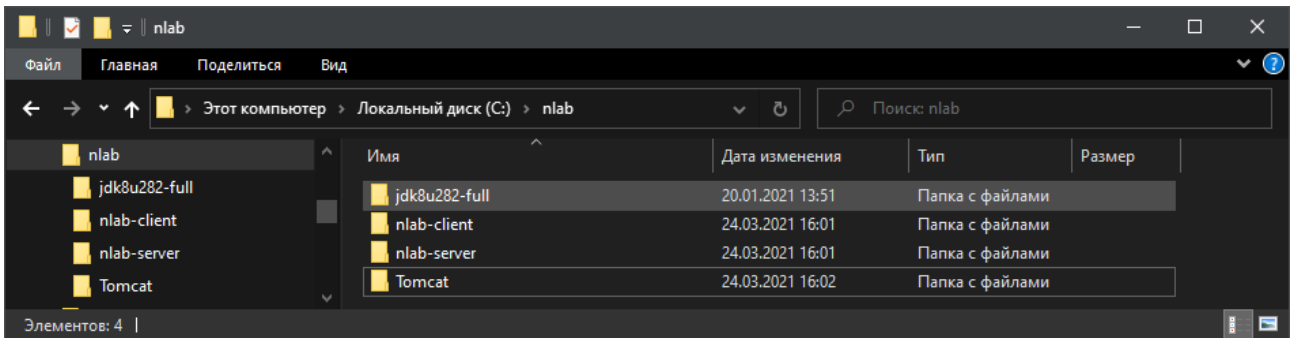 nlab
Файл Главная Поделиться Вид
Этот компьютер Локальный диск (C:) nlab Поиск: nlab
nlab
jdk8u282-full
nlab-client
nlab-server
Tomcat
Имя Дата изменения Тип Размер
jdk8u282-full 20.01.2021 13:51 Папка с файлами
nlab-client 24.03.2021 16:01 Папка с файлами
nlab-server 24.03.2021 16:01 Папка с файлами
Tomcat 24.03.2021 16:02 Папка с файлами
Элементов: 4